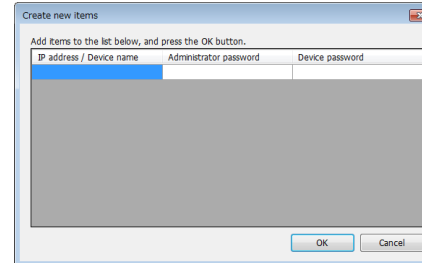 Create new items
Add items to the list below, and press the OK button.
IP address / Device name Administrator password Device password
OK Cancel